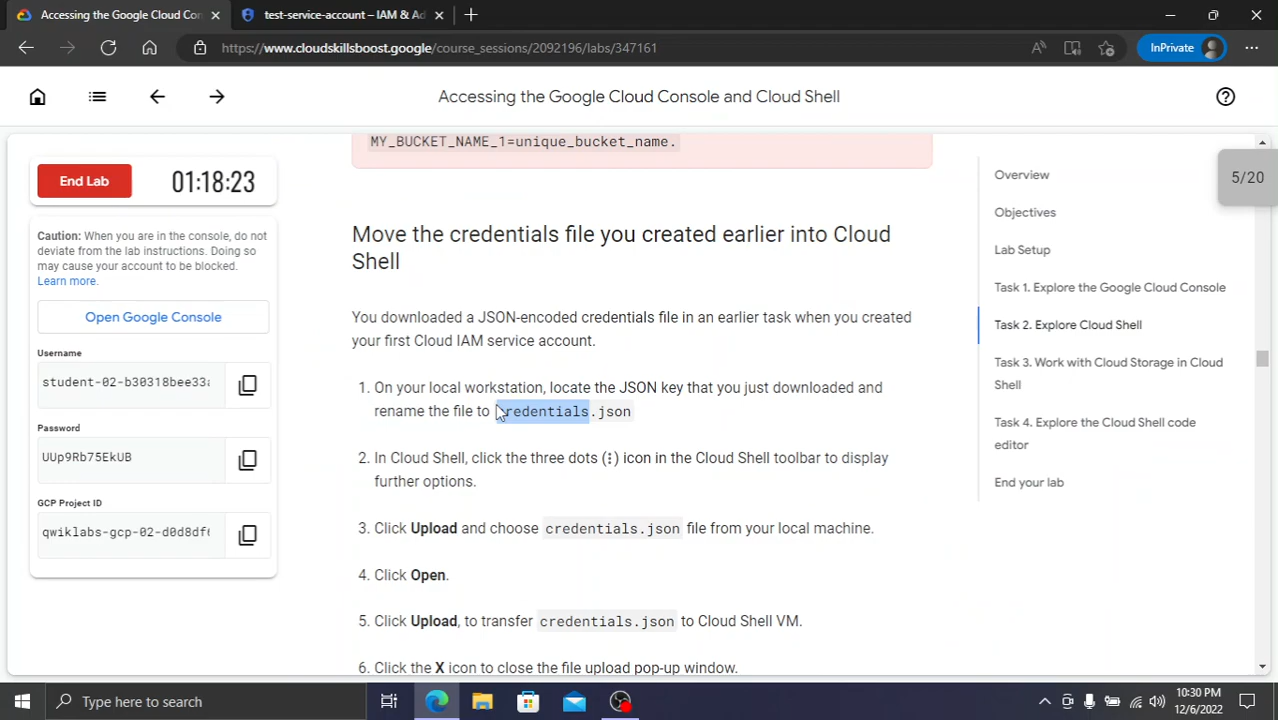 Accessing the Google Cloud Con
test-service-account – IAM & Ad
https://www.cloudskillsboost.google/course_sessions/2092196/labs/347161
InPrivate
Accessing the Google Cloud Console and Cloud Shell
MY_BUCKET_NAME_1=unique_bucket_name.
End Lab
01:18:23
5/20
Caution: When you are in the console, do not
deviate from the lab instructions. Doing so
may cause your account to be blocked.
Learn more.
Open Google Console
Username
student-02-b30318bee33a
Password
UUp9Rb75EkUB
GCP Project ID
qwiklabs-gcp-02-d0d8df6
Move the credentials file you created earlier into Cloud
Shell
You downloaded a JSON-encoded credentials file in an earlier task when you created
your first Cloud IAM service account.
1. On your local workstation, locate the JSON key that you just downloaded and
rename the file to credentials.json
2. In Cloud Shell, click the three dots (⋮) icon in the Cloud Shell toolbar to display
further options.
3. Click Upload and choose credentials.json file from your local machine.
4. Click Open.
5. Click Upload, to transfer credentials.json to Cloud Shell VM.
6. Click the X icon to close the file upload pop-up window.
Overview
Objectives
Lab Setup
Task 1. Explore the Google Cloud Console
Task 2. Explore Cloud Shell
Task 3. Work with Cloud Storage in Cloud
Shell
Task 4. Explore the Cloud Shell code
editor
End your lab
Type here to search
10:30 PM
12/6/2022